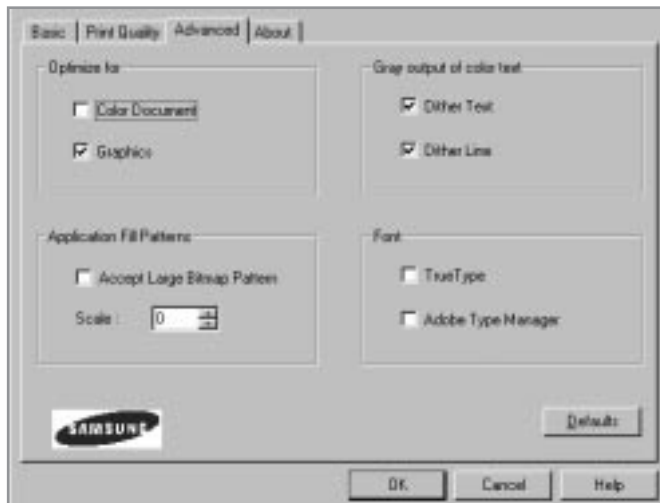 Basic Print Quality Advanced About
Optimize for
Color Document
Graphics
Gray output of color text
Dither Text
Dither Line
Application Fill Patterns
Accept Large Bitmap Pattern
Scale : 0
Font
TrueType
Adobe Type Manager
SAMSUNG
Defaults
OK Cancel Help